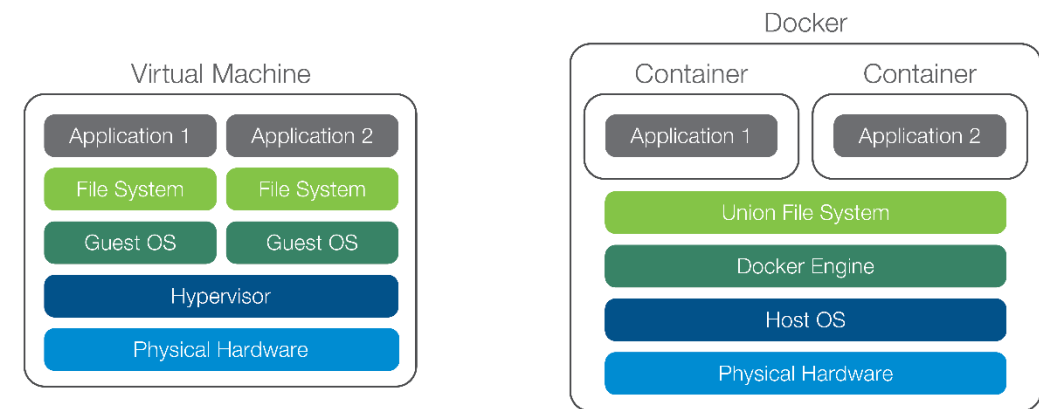 Virtual Machine
Application 1
Application 2
File System
File System
Guest OS
Guest OS
Hypervisor
Physical Hardware
Docker
Container
Container
Application 1
Application 2
Union File System
Docker Engine
Host OS
Physical Hardware